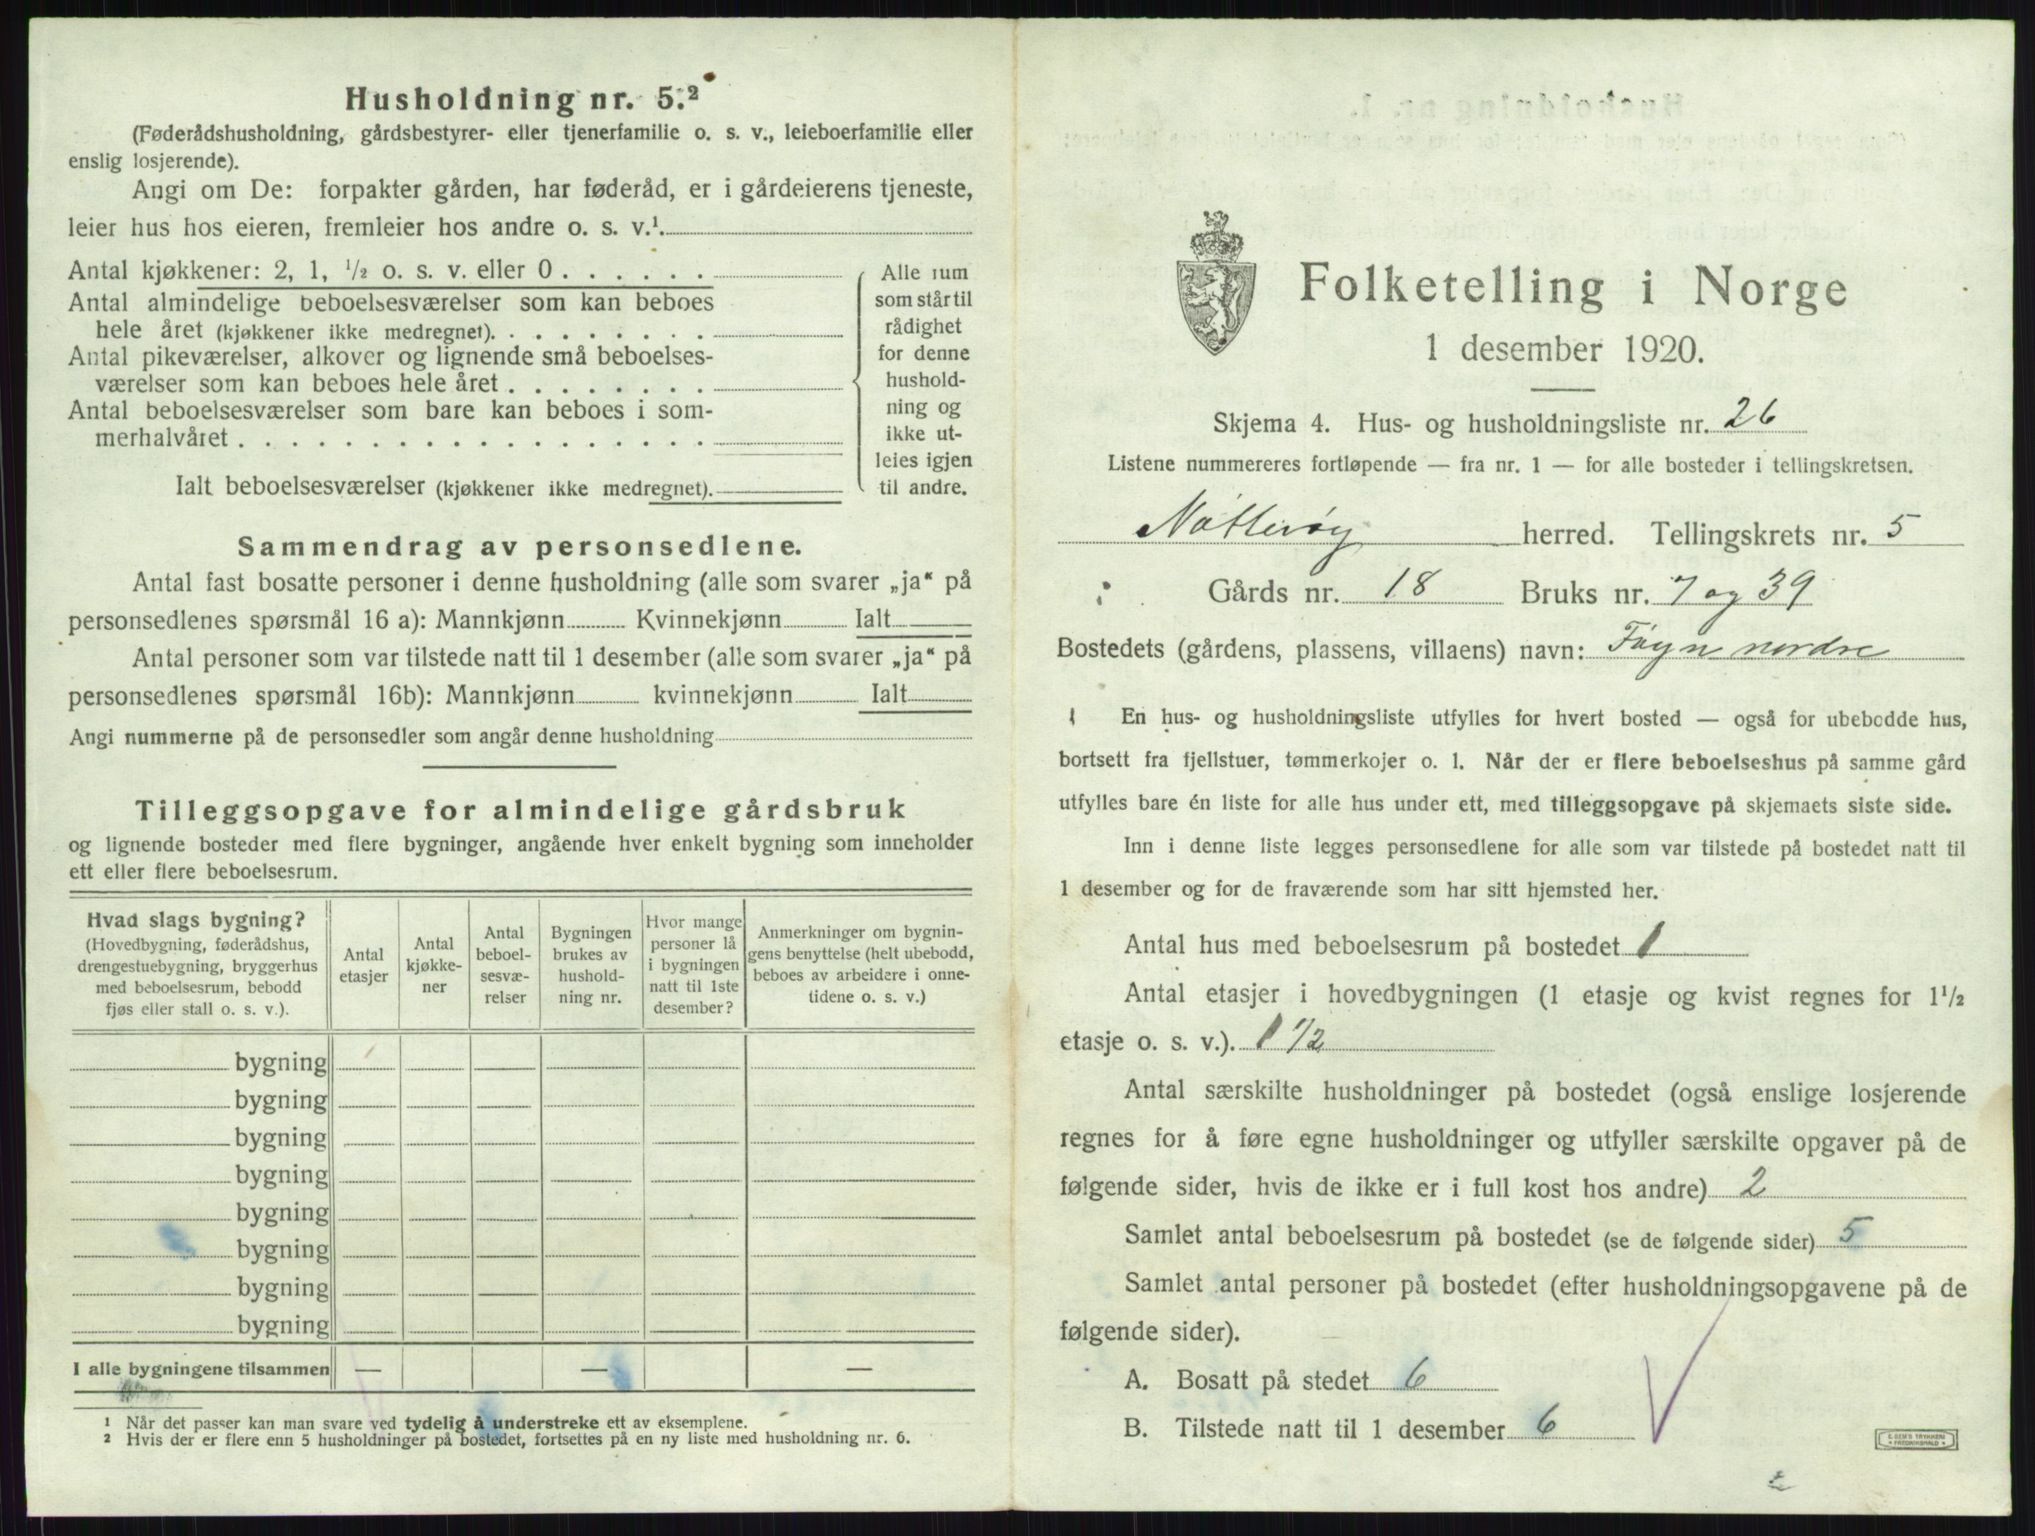 Husholdning nr. 5.²
(Føderådshusholdning, gårdsbestyrer- eller tjenerfamilie o. s. v., leieboerfamilie eller
enslig losjerende).
Angi om De: forpakter gården, har føderåd, er i gårdeierens tjeneste,
leier hus hos eieren, fremleier hos andre o. s. v.¹
Antal kjøkkener: 2, 1, ½ o. s. v. eller 0 . . . . . .
Antal almindelige beboelsesværelser som kan beboes
hele året (kjøkkener ikke medregnet). . . . . . . . .
Antal pikeværelser, alkover og lignende små beboelses-
værelser som kan beboes hele året . . . . . . . .
Antal beboelsesværelser som bare kan beboes i som-
merhalvåret . . . . . . . . . . . . . . . . . .
Ialt beboelsesværelser (kjøkkener ikke medregnet).
Alle rum
som står til
rådighet
for denne
hushold-
ning og
ikke ut-
leies igjen
til andre.
Sammendrag av personsedlene.
Antal fast bosatte personer i denne husholdning (alle som svarer „ja“ på
personsedlenes spørsmål 16 a): Mannkjønn Kvinnekjønn Ialt
Antal personer som var tilstede natt til 1 desember (alle som svarer „ja“ på
personsedlenes spørsmål 16b): Mannkjønn kvinnekjønn Ialt
Angi nummerne på de personsedler som angår denne husholdning
Tilleggsopgave for almindelige gårdsbruk
og lignende bosteder med flere bygninger, angående hver enkelt bygning som inneholder
ett eller flere beboelsesrum.
Hvad slags bygning?
(Hovedbygning, føderådshus,
drengestuebygning, bryggerhus
med beboelsesrum, bebodd
fjøs eller stall o. s. v.).
Antal
etasjer
Antal
kjøkke-
ner
Antal
beboel-
sesvæ-
relser
Bygningen
brukes av
hushold-
ning nr.
Hvor mange
personer lå
i bygningen
natt til 1ste
desember?
Anmerkninger om bygnin-
gens benyttelse (helt ubebodd,
beboes av arbeidere i onne-
tidene o. s. v.)
bygning
bygning
bygning
bygning
bygning
bygning
bygning
bygning
I alle bygningene tilsammen — — —
¹ Når det passer kan man svare ved tydelig å understreke ett av eksemplene.
² Hvis der er flere enn 5 husholdninger på bostedet, fortsettes på en ny liste med husholdning nr. 6.
Folketelling i Norge
1 desember 1920.
Skjema 4. Hus- og husholdningsliste nr. 26
Listene nummereres fortløpende — fra nr. 1 — for alle bosteder i tellingskretsen.
Nøtterøy herred. Tellingskrets nr. 5
Gårds nr. 18 Bruks nr. 7 og 39
Bostedets (gårdens, plassens, villaens) navn: Føyn nordre
En hus- og husholdningsliste utfylles for hvert bosted — også for ubebodde hus,
bortsett fra fjellstuer, tømmerkojer o. l. Når der er flere beboelseshus på samme gård
utfylles bare én liste for alle hus under ett, med tilleggsopgave på skjemaets siste side.
Inn i denne liste legges personsedlene for alle som var tilstede på bostedet natt til
1 desember og for de fraværende som har sitt hjemsted her.
Antal hus med beboelsesrum på bostedet 1
Antal etasjer i hovedbygningen (1 etasje og kvist regnes for 1½
etasje o. s. v.). 1 ½
Antal særskilte husholdninger på bostedet (også enslige losjerende
regnes for å føre egne husholdninger og utfyller særskilte opgaver på de
følgende sider, hvis de ikke er i full kost hos andre) 2
Samlet antal beboelsesrum på bostedet (se de følgende sider) 5
Samlet antal personer på bostedet (efter husholdningsopgavene på de
følgende sider).
A. Bosatt på stedet 6
B. Tilstede natt til 1 desember 6